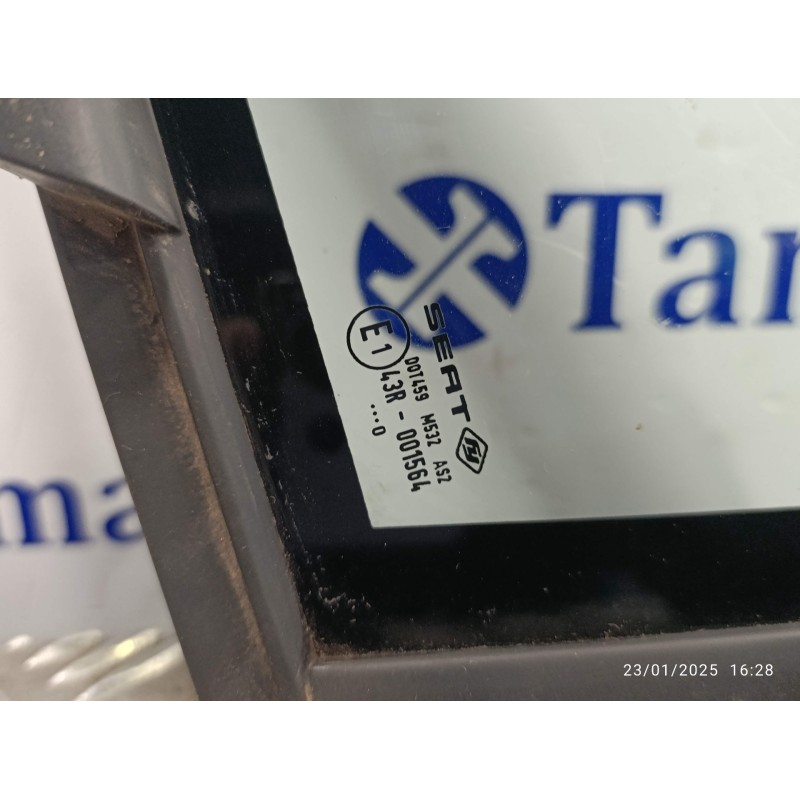 Tar
ma
SEAT
DOT459 M532 AS2
E1 43R - 001564
...0
23/01/2025 16:28